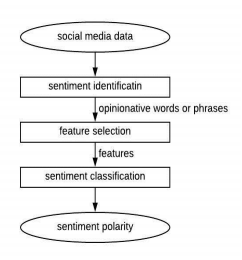 social media data
sentiment identificatin
opinionative words or phrases
feature selection
features
sentiment classification
sentiment polarity